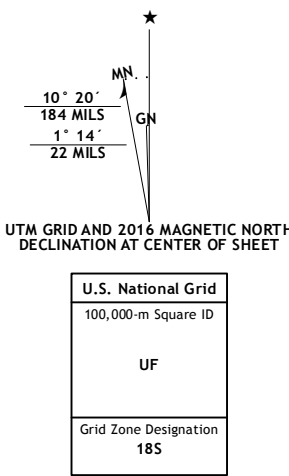 ★
MN
10° 20´
184 MILS
GN
1° 14´
22 MILS
UTM GRID AND 2016 MAGNETIC NORTH
DECLINATION AT CENTER OF SHEET
U.S. National Grid
100,000-m Square ID
UF
Grid Zone Designation
18S